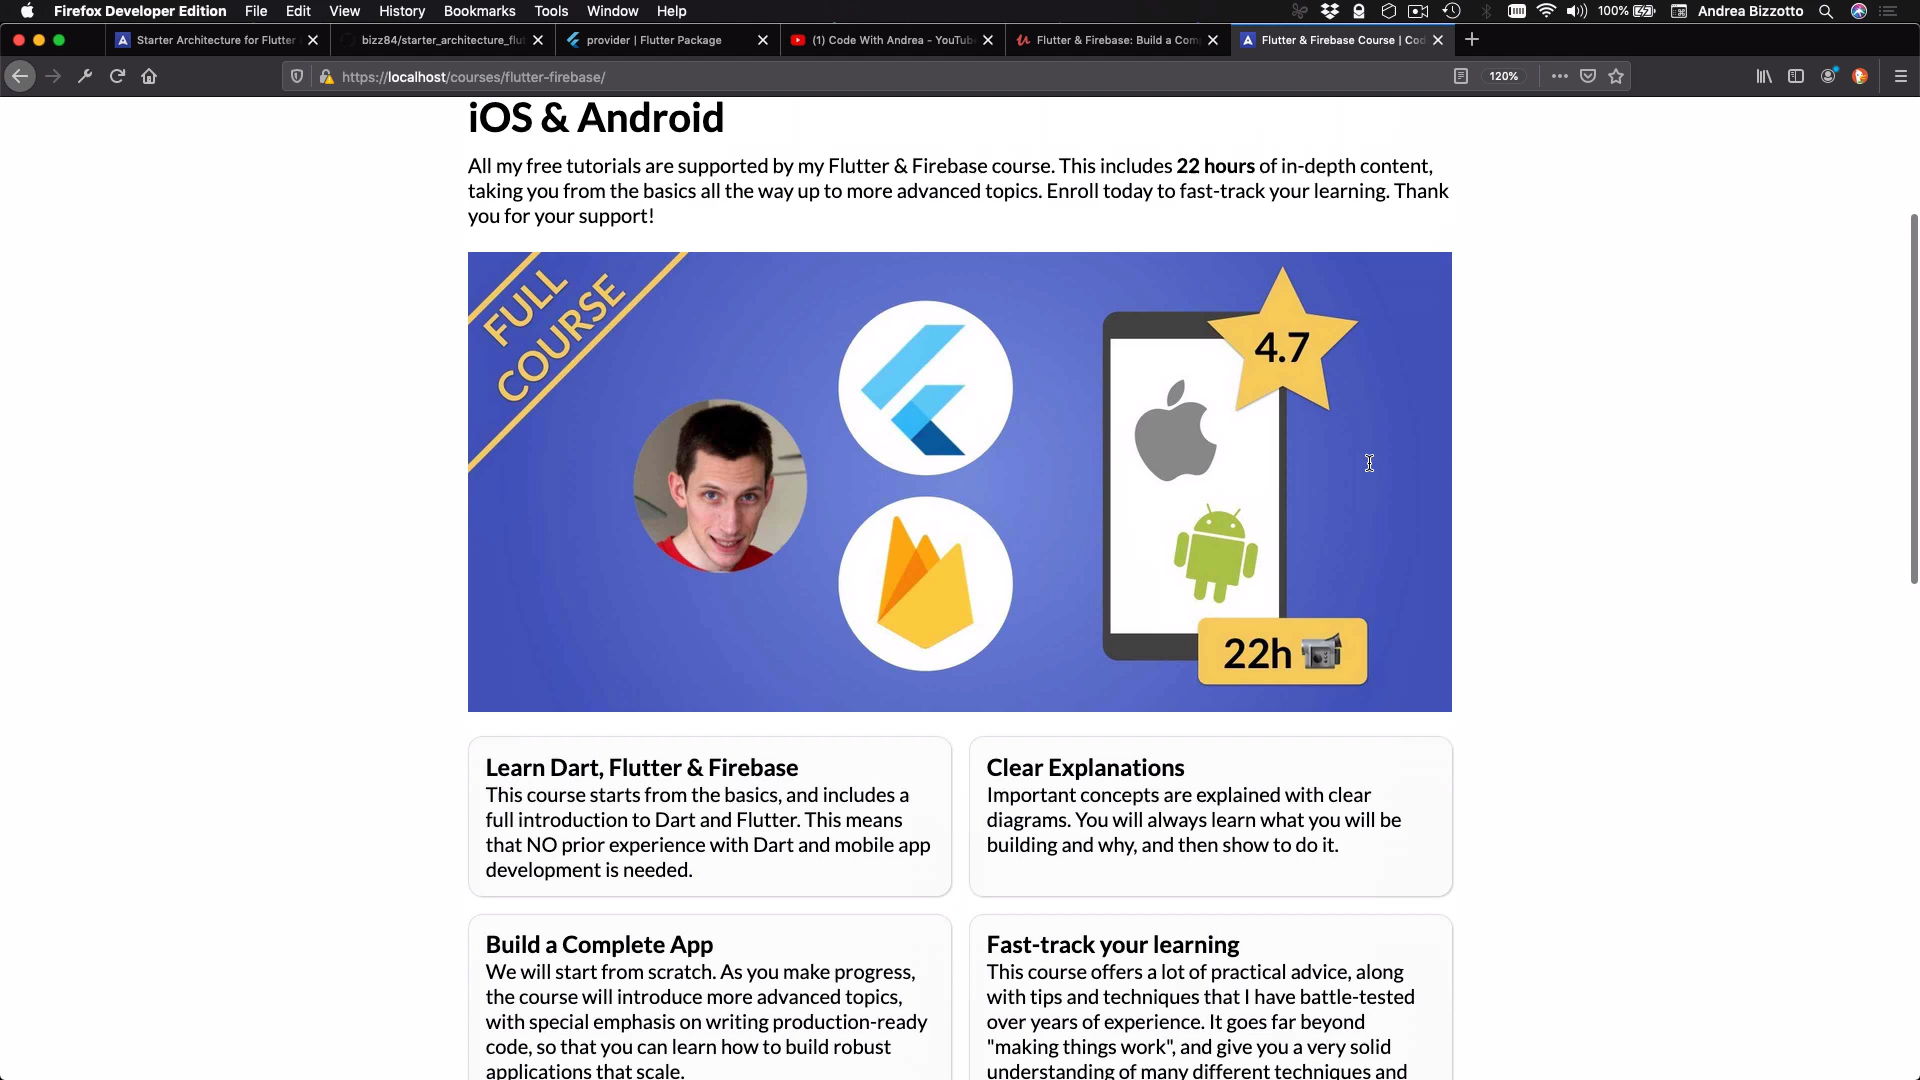 Firefox Developer Edition File Edit View History Bookmarks Tools Window Help 100% Andrea Bizzotto
Starter Architecture for Flutter
bizz84/starter_architecture_flut
provider | Flutter Package
(1) Code With Andrea - YouTub
Flutter & Firebase: Build a Com
Flutter & Firebase Course | Cod
https://localhost/courses/flutter-firebase/
120%
iOS & Android
All my free tutorials are supported by my Flutter & Firebase course. This includes 22 hours of in-depth content,
taking you from the basics all the way up to more advanced topics. Enroll today to fast-track your learning. Thank
you for your support!
FULL
COURSE
4.7
22h
Learn Dart, Flutter & Firebase
This course starts from the basics, and includes a
full introduction to Dart and Flutter. This means
that NO prior experience with Dart and mobile app
development is needed.
Clear Explanations
Important concepts are explained with clear
diagrams. You will always learn what you will be
building and why, and then show to do it.
Build a Complete App
We will start from scratch. As you make progress,
the course will introduce more advanced topics,
with special emphasis on writing production-ready
code, so that you can learn how to build robust
applications that scale.
Fast-track your learning
This course offers a lot of practical advice, along
with tips and techniques that I have battle-tested
over years of experience. It goes far beyond
"making things work", and give you a very solid
understanding of many different techniques and